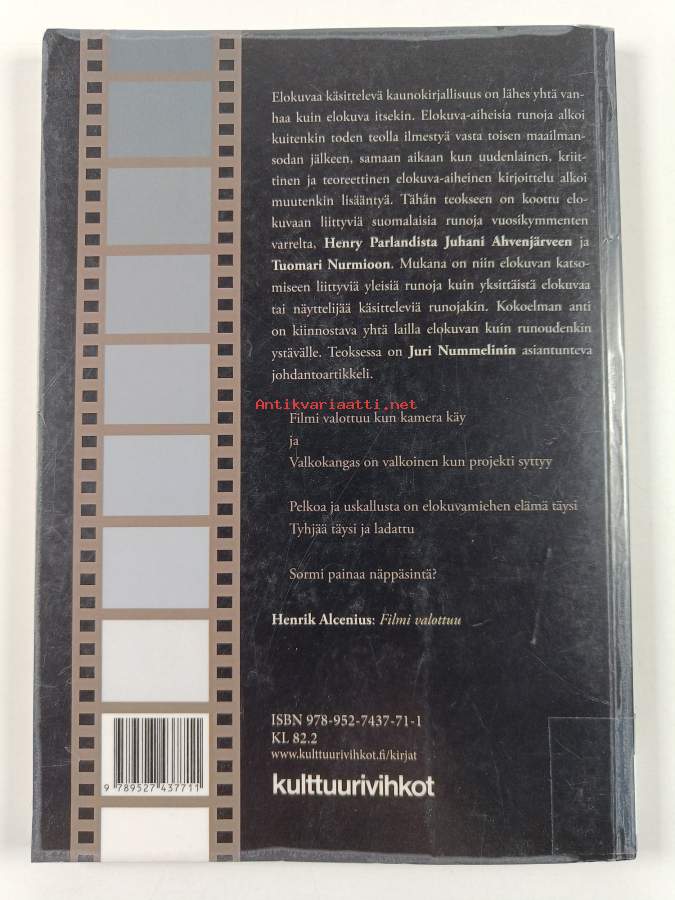 Elokuvaa käsittelevä kaunokirjallisuus on lähes yhtä van-
haa kuin elokuva itsekin. Elokuva-aiheisia runoja alkoi
kuitenkin toden teolla ilmestyä vasta toisen maailman-
sodan jälkeen, samaan aikaan kun uudenlainen, kriit-
tinen ja teoreettinen elokuva-aiheinen kirjoittelu alkoi
muutenkin lisääntyä. Tähän teokseen on koottu elo-
kuvaan liittyviä suomalaisia runoja vuosikymmenten
varrelta, Henry Parlandista Juhani Ahvenjärveen ja
Tuomari Nurmioon. Mukana on niin elokuvan katso-
miseen liittyviä yleisiä runoja kuin yksittäistä elokuvaa
tai näyttelijää käsitteleviä runojakin. Kokoelman anti
on kiinnostava yhtä lailla elokuvan kuin runoudenkin
ystävälle. Teoksessa on Juri Nummelinin asiantunteva
johdantoartikkeli.
Antikvariaatti.net
Filmi valottuu kun kamera käy
ja
Valkokangas on valkoinen kun projekti syttyy
Pelkoa ja uskallusta on elokuvamiehen elämä täysi
Tyhjää täysi ja ladattu
Sormi painaa näppäsintä?
Henrik Alcenius: Filmi valottuu
ISBN 978-952-7437-71-1
KL 82.2
www.kulttuurivihkot.fi/kirjat
kulttuurivihkot
9 789527 437711